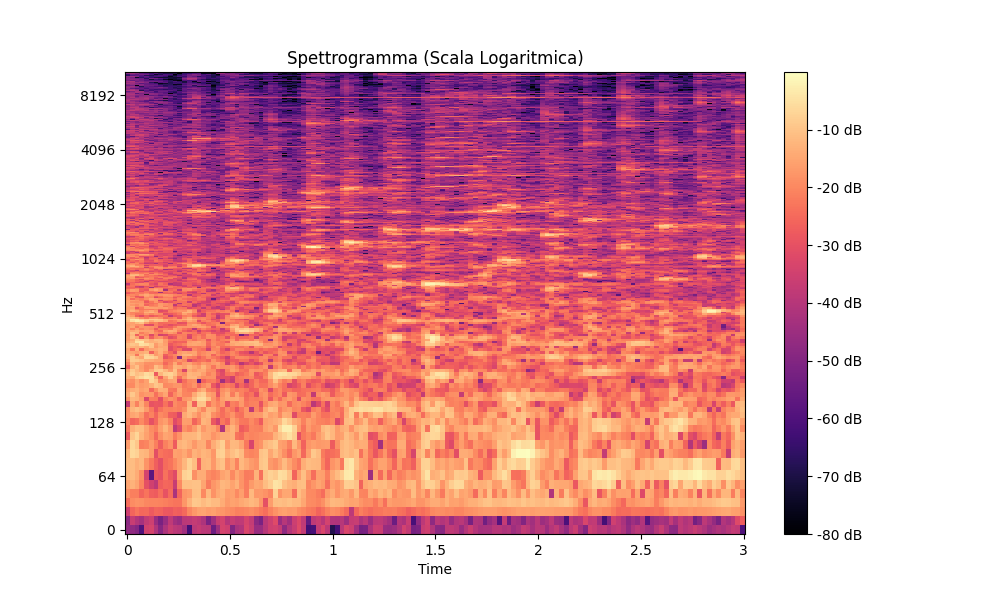 Spettrogramma (Scala Logaritmica)
8192
4096
2048
1024
512
256
128
64
0
Hz
0
0.5
1
1.5
2
2.5
3
Time
-10 dB
-20 dB
-30 dB
-40 dB
-50 dB
-60 dB
-70 dB
-80 dB